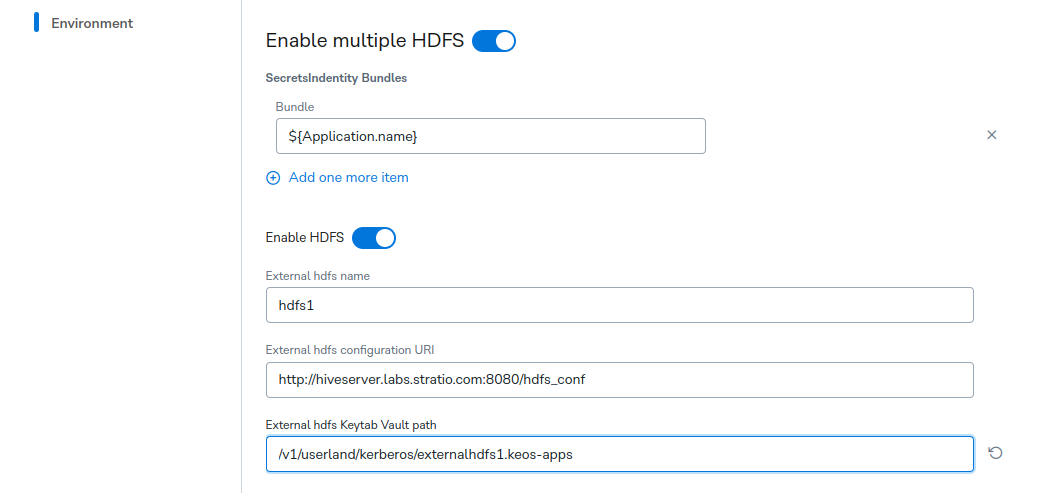 Environment
Enable multiple HDFS
SecretsIndentity Bundles
Bundle
${Application.name}
Add one more item
Enable HDFS
External hdfs name
hdfs1
External hdfs configuration URI
http://hiveserver.labs.stratio.com:8080/hdfs_conf
External hdfs Keytab Vault path
/v1/userland/kerberos/externalhdfs1.keos-apps